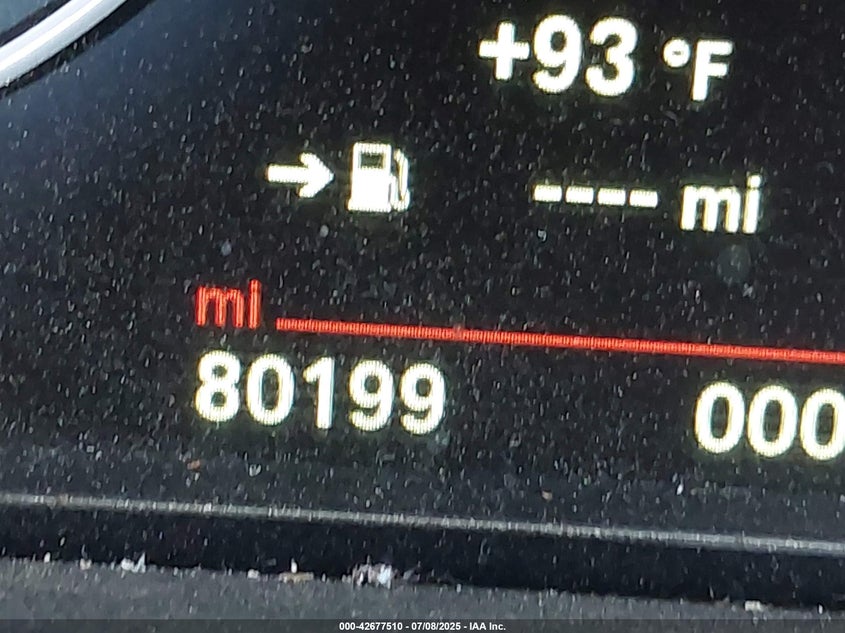 +93 °F
---- mi
mi
80199 000
000-42677510 - 07/08/2025 - IAA Inc.